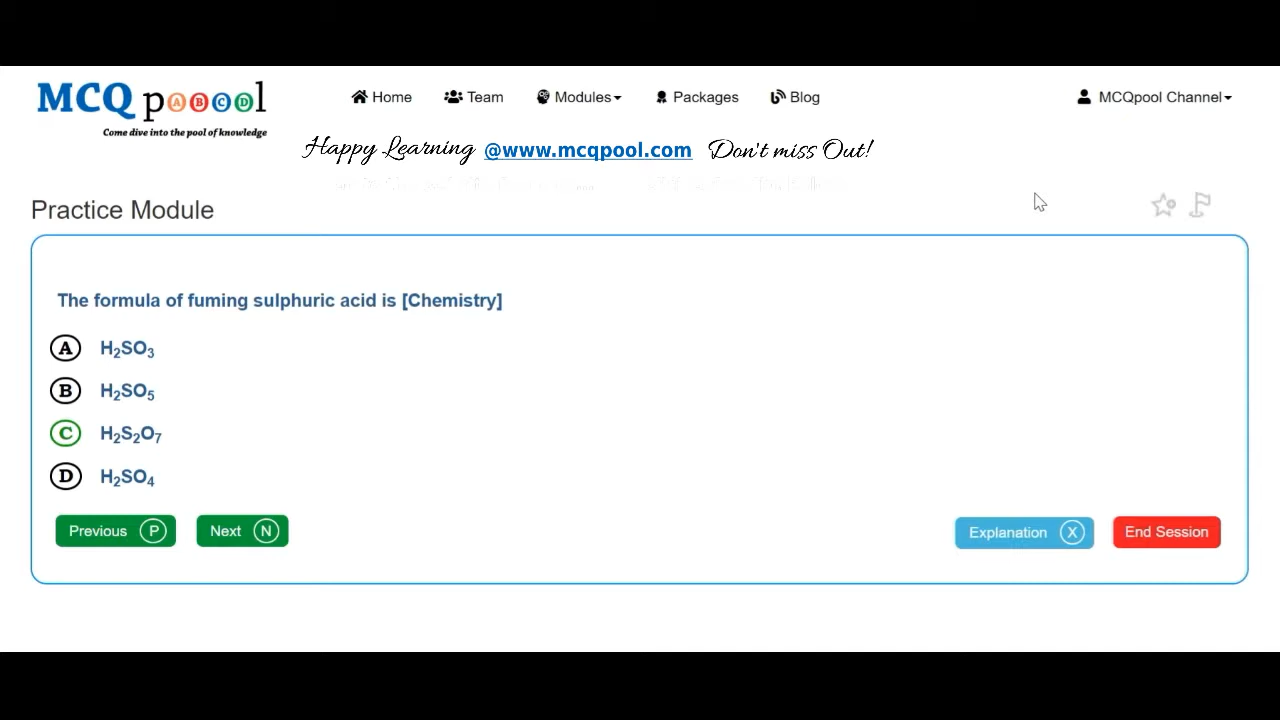 MCQ pooool
Come dive into the pool of knowledge
Home Team Modules Packages Blog MCQpool Channel
Happy Learning @www.mcqpool.com Don't miss Out!
Practice Module
The formula of fuming sulphuric acid is [Chemistry]
A H₂SO₃
B H₂SO₅
C H₂S₂O₇
D H₂SO₄
Previous P Next N Explanation X End Session